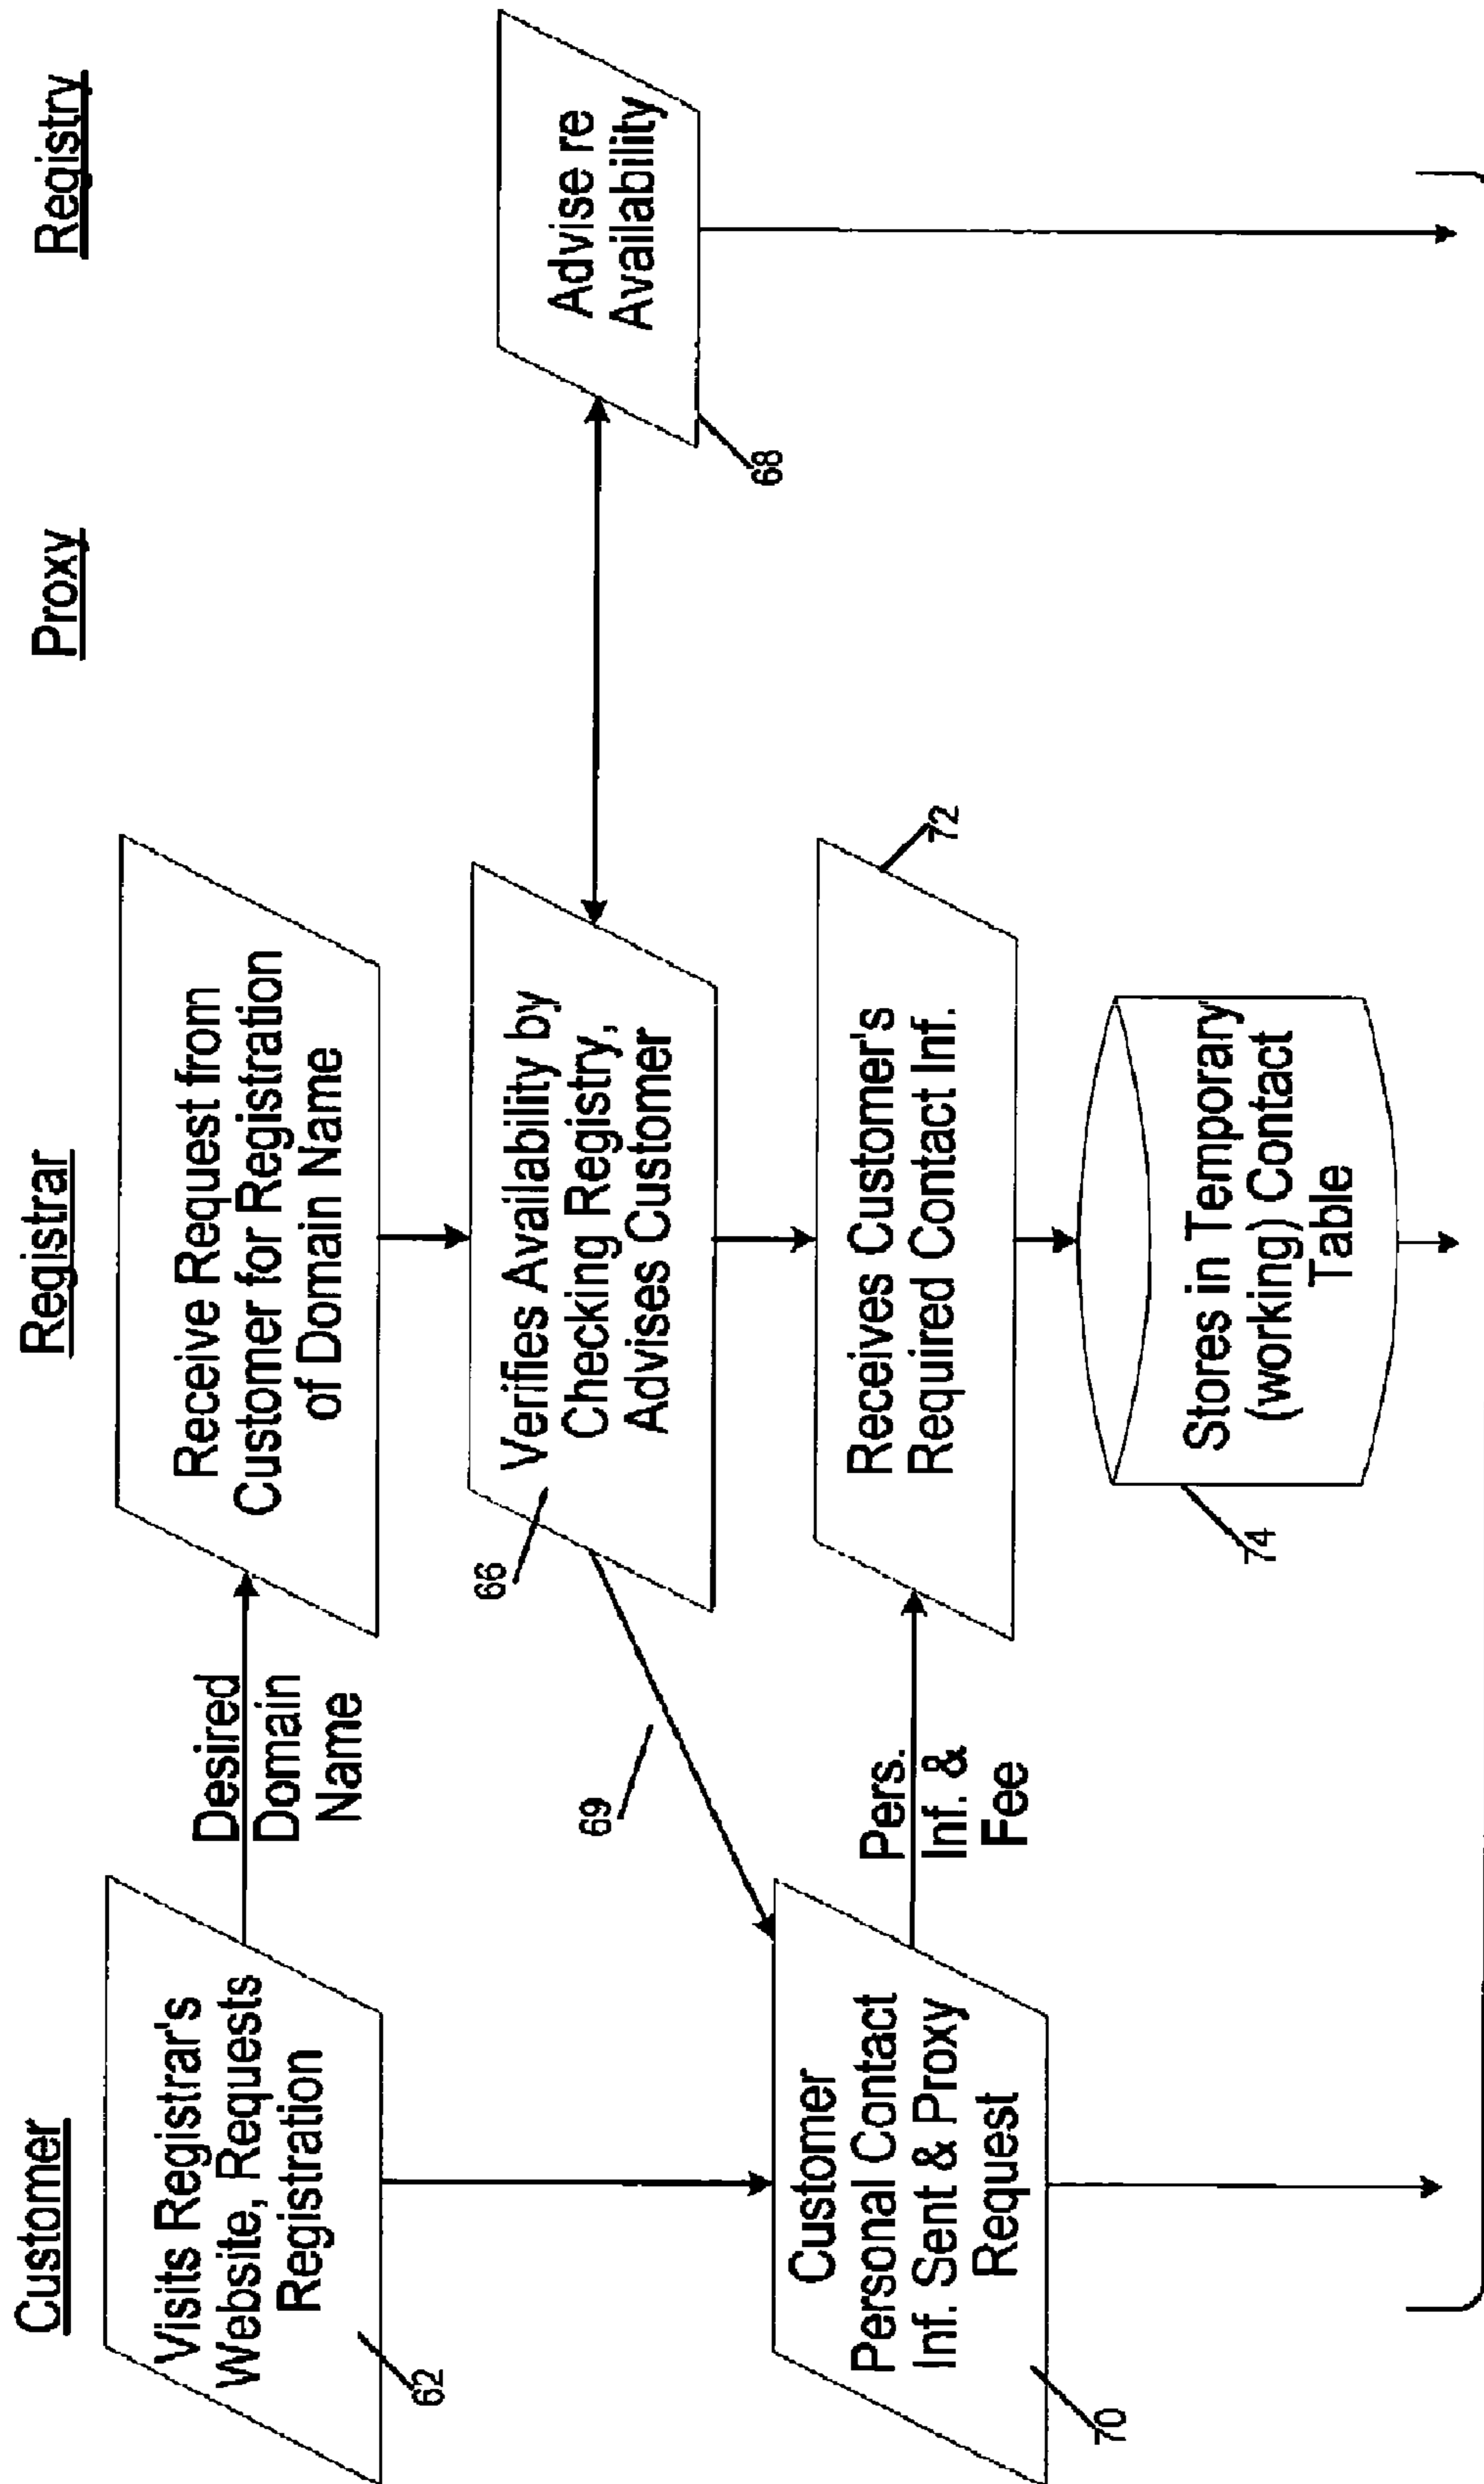 Customer
Registrar
Proxy
Registry
Visits Registrar's
Website, Requests
Registration
62
Desired
Domain
Name
Receive Request from
Customer for Registration
of Domain Name
66
Verifies Availability by
Checking Registry,
Advises Customer
Advise re
Availability
68
69
Customer
Personal Contact
Inf. Sent & Proxy
Request
70
Pers.
Inf. &
Fee
Receives Customer's
Required Contact Inf.
72
Stores in Temporary
(working) Contact
Table
74